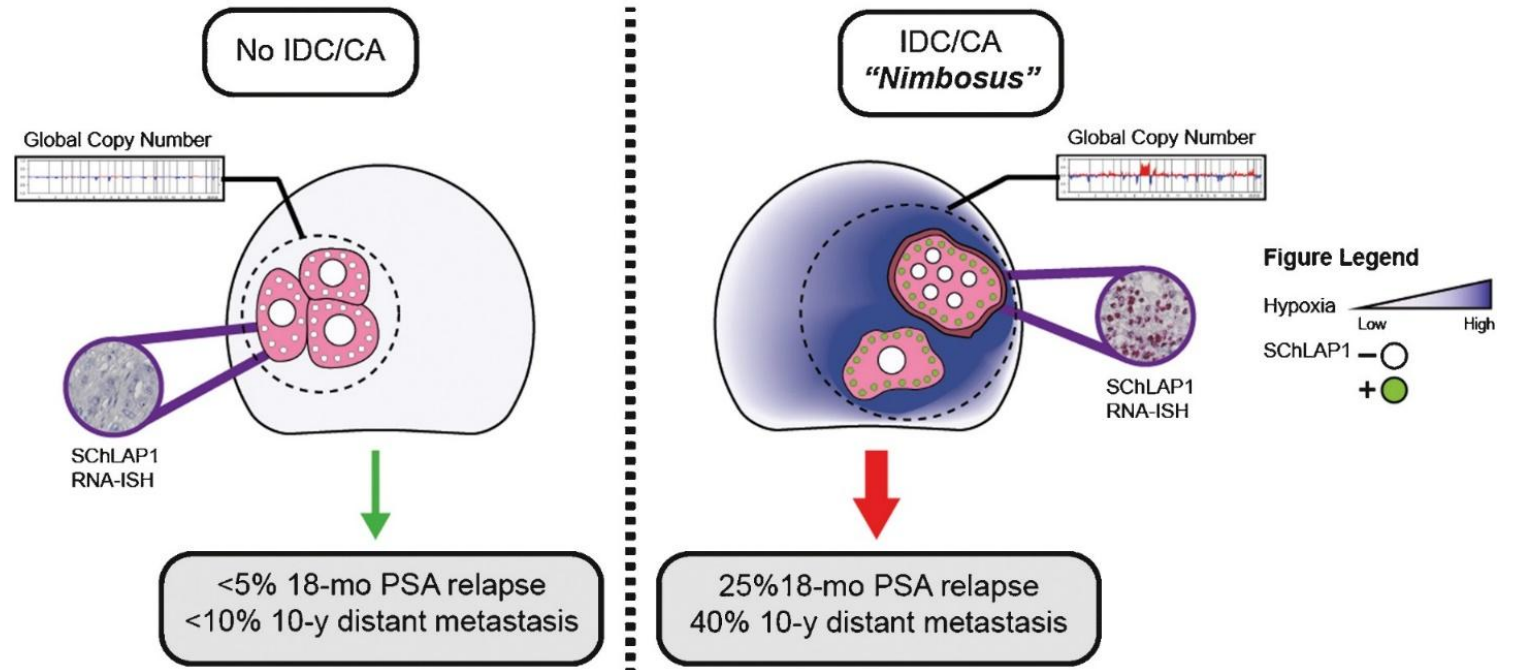 No IDC/CA
Global Copy Number
SChLAP1
RNA-ISH
<5% 18-mo PSA relapse
<10% 10-y distant metastasis
IDC/CA
“Nimbosus”
Global Copy Number
SChLAP1
RNA-ISH
25%18-mo PSA relapse
40% 10-y distant metastasis
Figure Legend
Hypoxia
Low High
SChLAP1 -
+